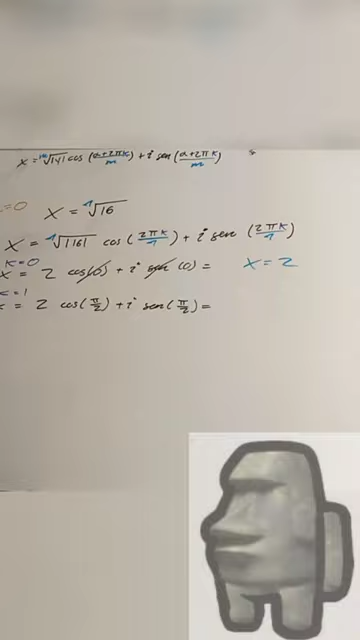 x = ᵐ√|y| cos (α+2πk/m) + i sen (α+2πk/m)
=0 x = ⁴√16
x = ⁴√|16| cos (2πk/4) + i sen (2πk/4)
k=0
x = 2 cos(0) + i sen (0) = x = 2
k=1
x = 2 cos(π/2) + i sen(π/2) =